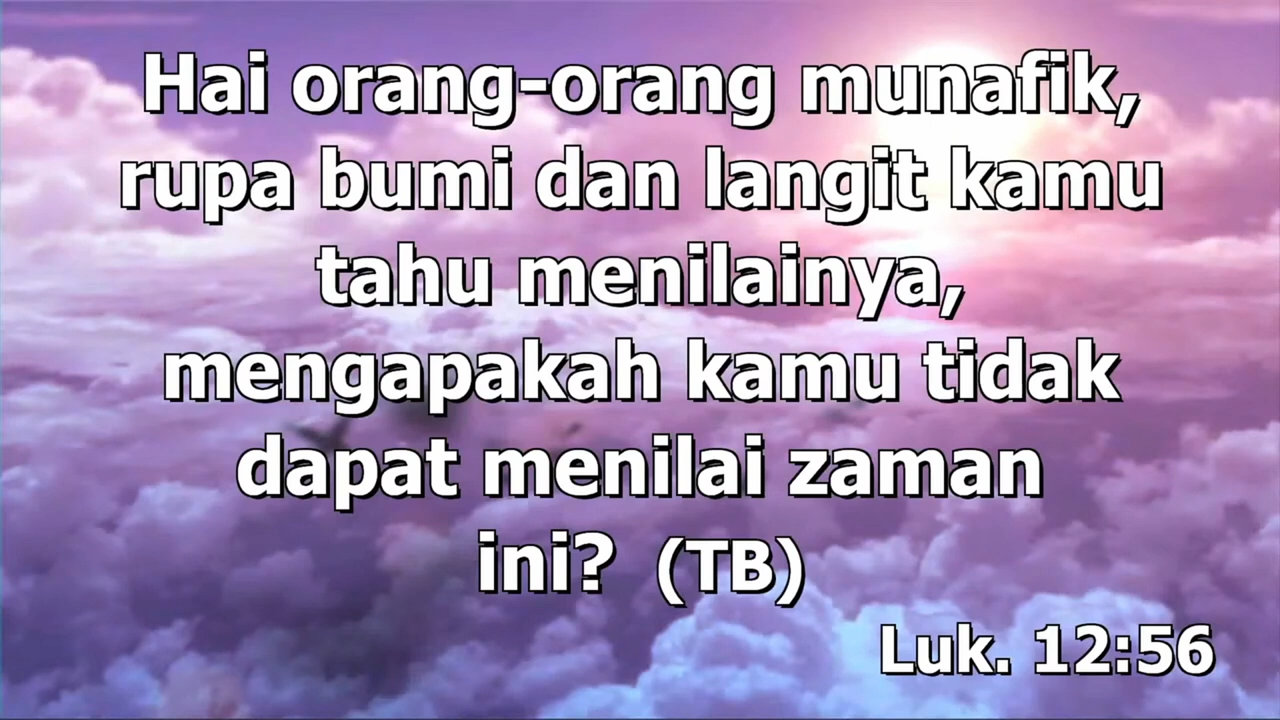 Hai orang-orang munafik,
rupa bumi dan langit kamu
tahu menilainya,
mengapakah kamu tidak
dapat menilai zaman
ini? (TB)
Luk. 12:56